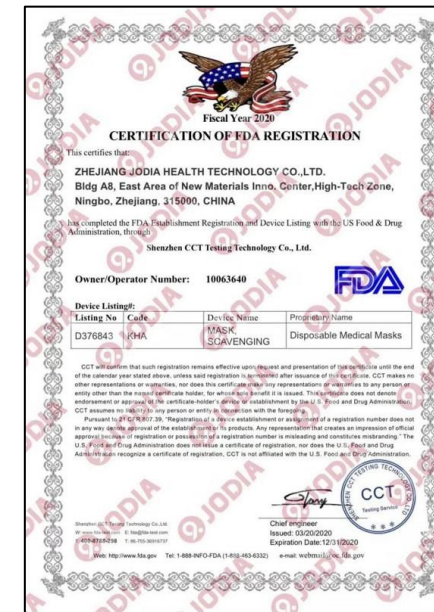 Fiscal Year 2020
CERTIFICATION OF FDA REGISTRATION
This certifies that:
ZHEJIANG JODIA HEALTH TECHNOLOGY CO.,LTD.
Bldg A8, East Area of New Materials Inno. Center,High-Tech Zone,
Ningbo, Zhejiang, 315000, CHINA
has completed the FDA Establishment Registration and Device Listing with the US Food & Drug
Administration, through
Shenzhen CCT Testing Technology Co., Ltd.
Owner/Operator Number: 10063640
FDA
Device Listing#:
Listing No Code Device Name Proprietary Name
D376843 KHA MASK, SCAVENGING Disposable Medical Masks
CCT will confirm that such registration remains effective upon request and presentation of this certificate until the end
of the calendar year stated above, unless said registration is terminated after issuance of this certificate. CCT makes no
other representations or warranties, nor does this certificate make any representations or warranties to any person or
entity other than the named certificate holder, for whose sole benefit it is issued. This certificate does not denote
endorsement or approval of the certificate-holder's device or establishment by the U.S. Food and Drug Administration.
CCT assumes no liability to any person or entity in connection with the foregoing.
Pursuant to 21 CFR 807.39, "Registration of a device establishment or assignment of a registration number does not
in any way denote approval of the establishment or its products. Any representation that creates an impression of official
approval because of registration or possession of a registration number is misleading and constitutes misbranding." The
U.S. Food and Drug Administration does not issue a certificate of registration, nor does the U.S. Food and Drug
Administration recognize a certificate of registration. CCT is not affiliated with the U.S. Food and Drug Administration.
CCT
Testing Service
Chief engineer
Issued: 03/20/2020
Expiration Date:12/31/2020
Shenzhen CCT Testing Technology Co.,Ltd.
Web: http://www.fda.gov Tel: 1-888-INFO-FDA (1-888-463-6332)
JODIA